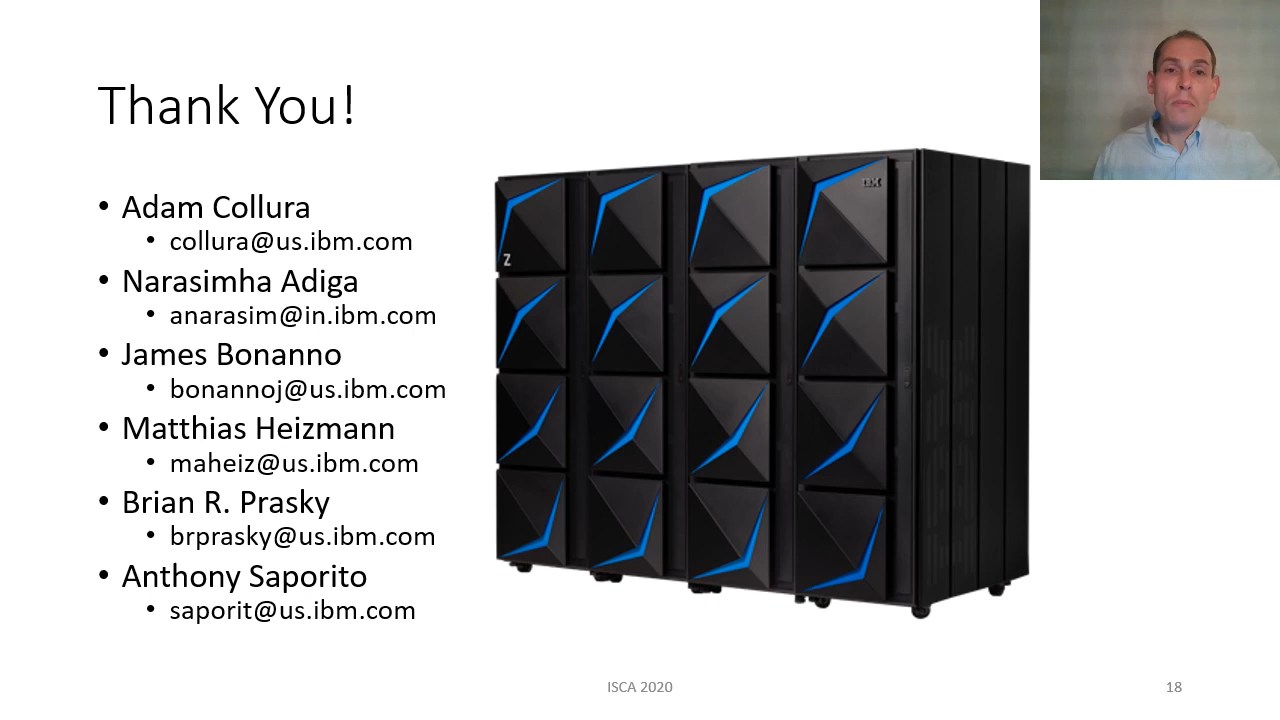 Thank You!
• Adam Collura
• collura@us.ibm.com
• Narasimha Adiga
• anarasim@in.ibm.com
• James Bonanno
• bonannoj@us.ibm.com
• Matthias Heizmann
• maheiz@us.ibm.com
• Brian R. Prasky
• brprasky@us.ibm.com
• Anthony Saporito
• saporit@us.ibm.com
IBM
Z
ISCA 2020
18